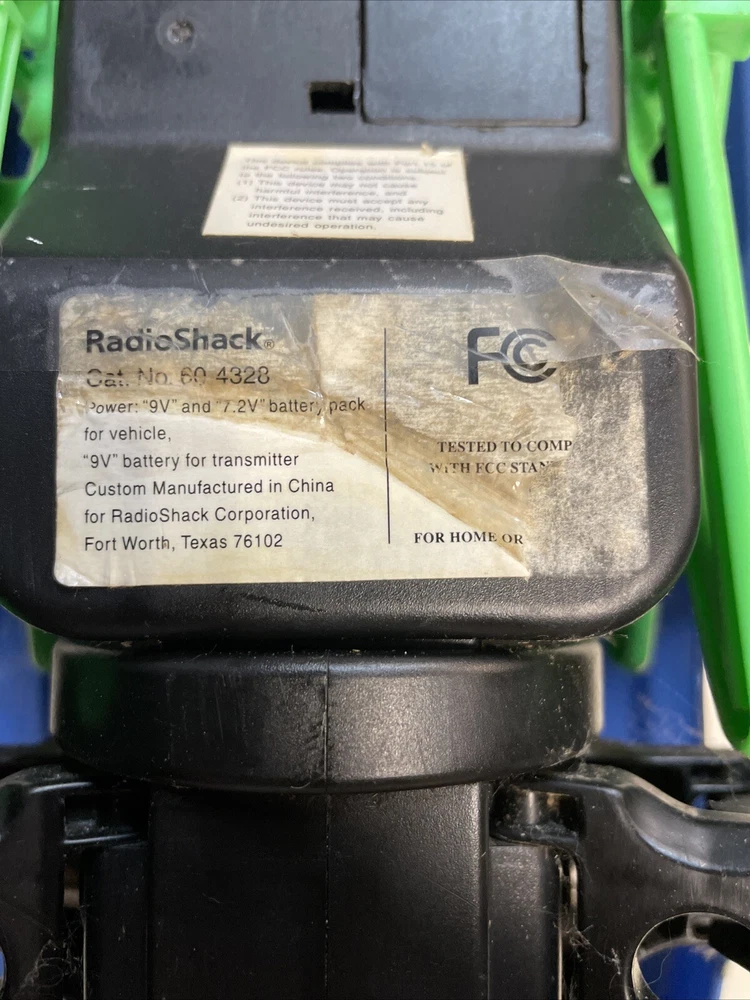 This device complies with Part 15 of
the FCC rules. Operation is subject
to the following two conditions:
(1) This device may not cause
harmful interference, and
(2) This device must accept any
interference received, including
interference that may cause
undesired operation.
RadioShack®
Cat. No. 60 4328
Power: "9V" and "7.2V" battery pack
for vehicle,
"9V" battery for transmitter
Custom Manufactured in China
for RadioShack Corporation,
Fort Worth, Texas 76102
FCC
TESTED TO COMP
WITH FCC STAN
FOR HOME OR